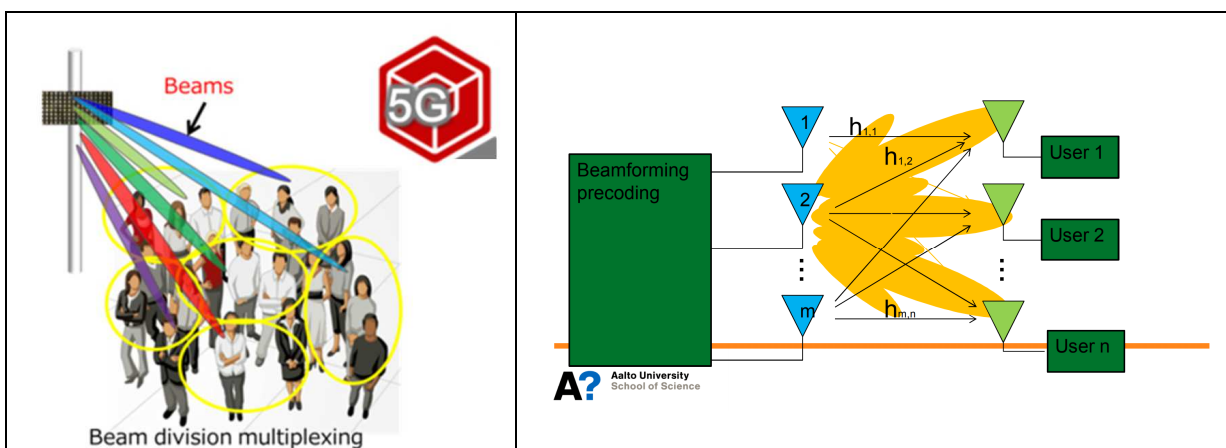 Beams
5G
Beam division multiplexing
Beamforming
precoding
1
2
m
h1,1
h1,2
hm,n
User 1
User 2
User n
A?
Aalto University
School of Science